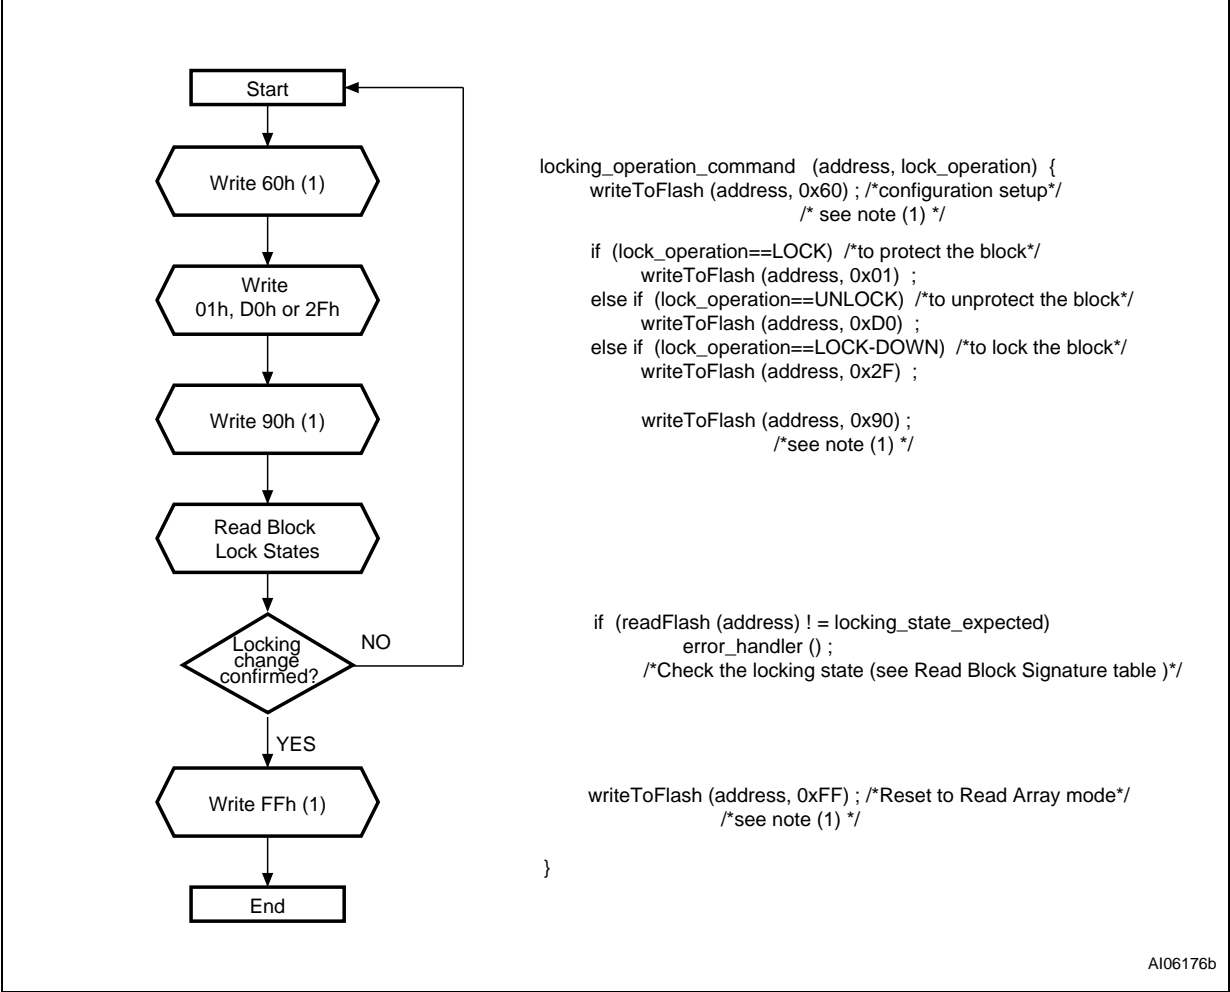 Start
Write 60h (1)
Write
01h, D0h or 2Fh
Write 90h (1)
Read Block
Lock States
Locking
change
confirmed?
NO
YES
Write FFh (1)
End
locking_operation_command (address, lock_operation) {
writeToFlash (address, 0x60) ; /*configuration setup*/
/* see note (1) */
if (lock_operation==LOCK) /*to protect the block*/
writeToFlash (address, 0x01) ;
else if (lock_operation==UNLOCK) /*to unprotect the block*/
writeToFlash (address, 0xD0) ;
else if (lock_operation==LOCK-DOWN) /*to lock the block*/
writeToFlash (address, 0x2F) ;
writeToFlash (address, 0x90) ;
/*see note (1) */
if (readFlash (address) ! = locking_state_expected)
error_handler () ;
/*Check the locking state (see Read Block Signature table )*/
writeToFlash (address, 0xFF) ; /*Reset to Read Array mode*/
/*see note (1) */
}
AI06176b